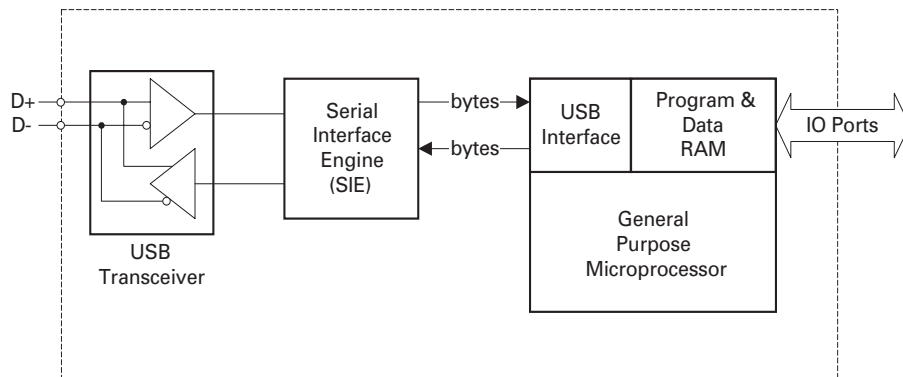 D+
D-
USB
Transceiver
Serial
Interface
Engine
(SIE)
bytes
bytes
USB
Interface
Program &
Data
RAM
General
Purpose
Microprocessor
IO Ports